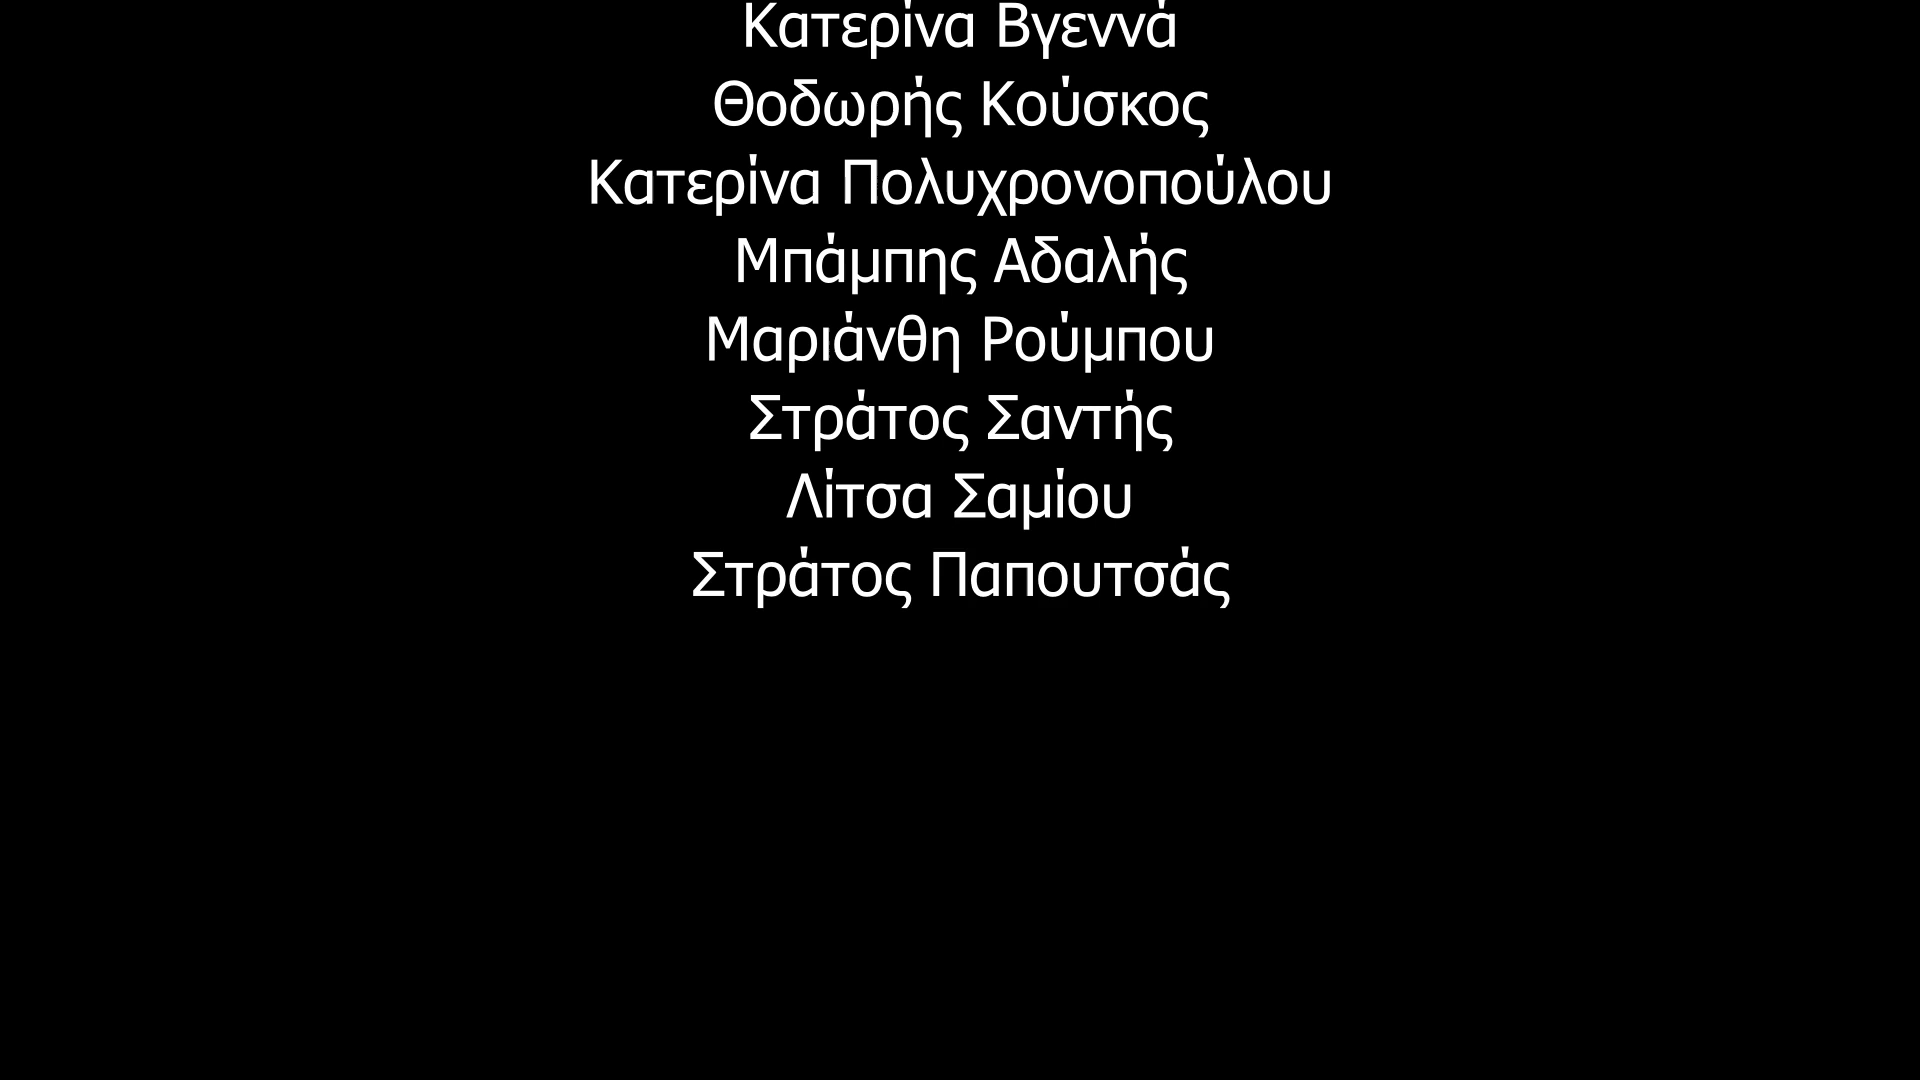 Κατερίνα Βγεννά
Θοδωρής Κούσκος
Κατερίνα Πολυχρονοπούλου
Μπάμπης Αδαλής
Μαριάνθη Ρούμπου
Στράτος Σαντής
Λίτσα Σαμίου
Στράτος Παπουτσάς